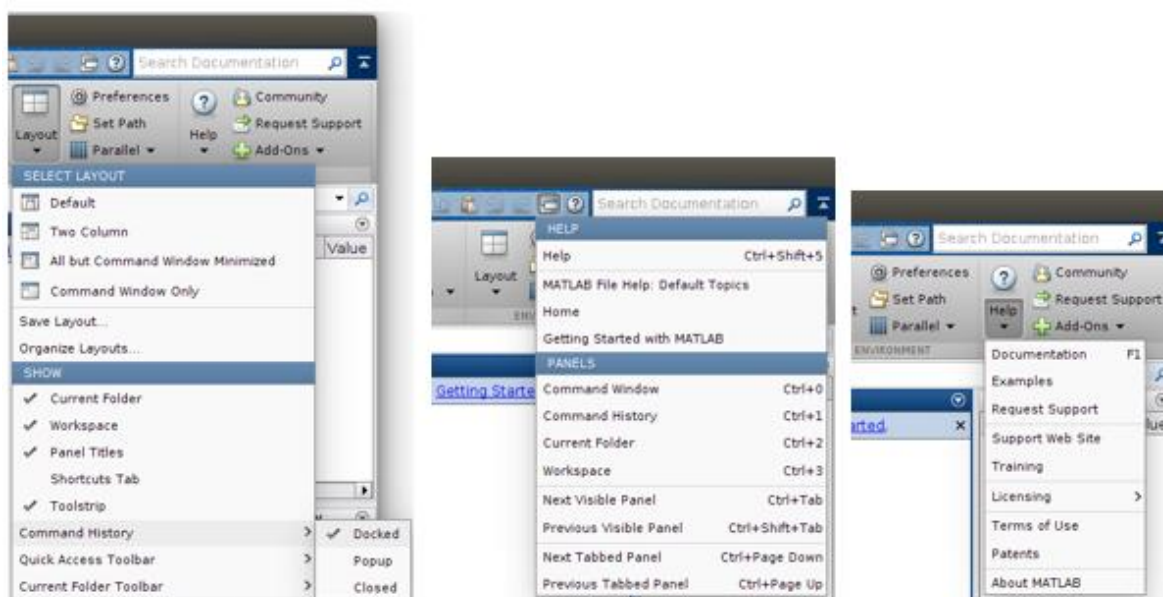 Search Documentation
Preferences
Community
Set Path
Request Support
Layout
Help
Parallel
Add-Ons
SELECT LAYOUT
Default
Two Column
All but Command Window Minimized
Command Window Only
Value
Save Layout...
Organize Layouts...
SHOW
Current Folder
Workspace
Panel Titles
Shortcuts Tab
Toolstrip
Command History
Docked
Quick Access Toolbar
Popup
Current Folder Toolbar
Closed
Search Documentation
Layout
HELP
Help Ctrl+Shift+5
MATLAB File Help: Default Topics
Home
Getting Started with MATLAB
PANELS
Getting Starte
Command Window Ctrl+0
Command History Ctrl+1
Current Folder Ctrl+2
Workspace Ctrl+3
Next Visible Panel Ctrl+Tab
Previous Visible Panel Ctrl+Shift+Tab
Next Tabbed Panel Ctrl+Page Down
Previous Tabbed Panel Ctrl+Page Up
Search Documentation
Preferences
Community
Set Path
Request Support
Help
Parallel
Add-Ons
ENVIRONMENT
Documentation F1
Examples
Request Support
Support Web Site
Training
Licensing
Terms of Use
Patents
About MATLAB